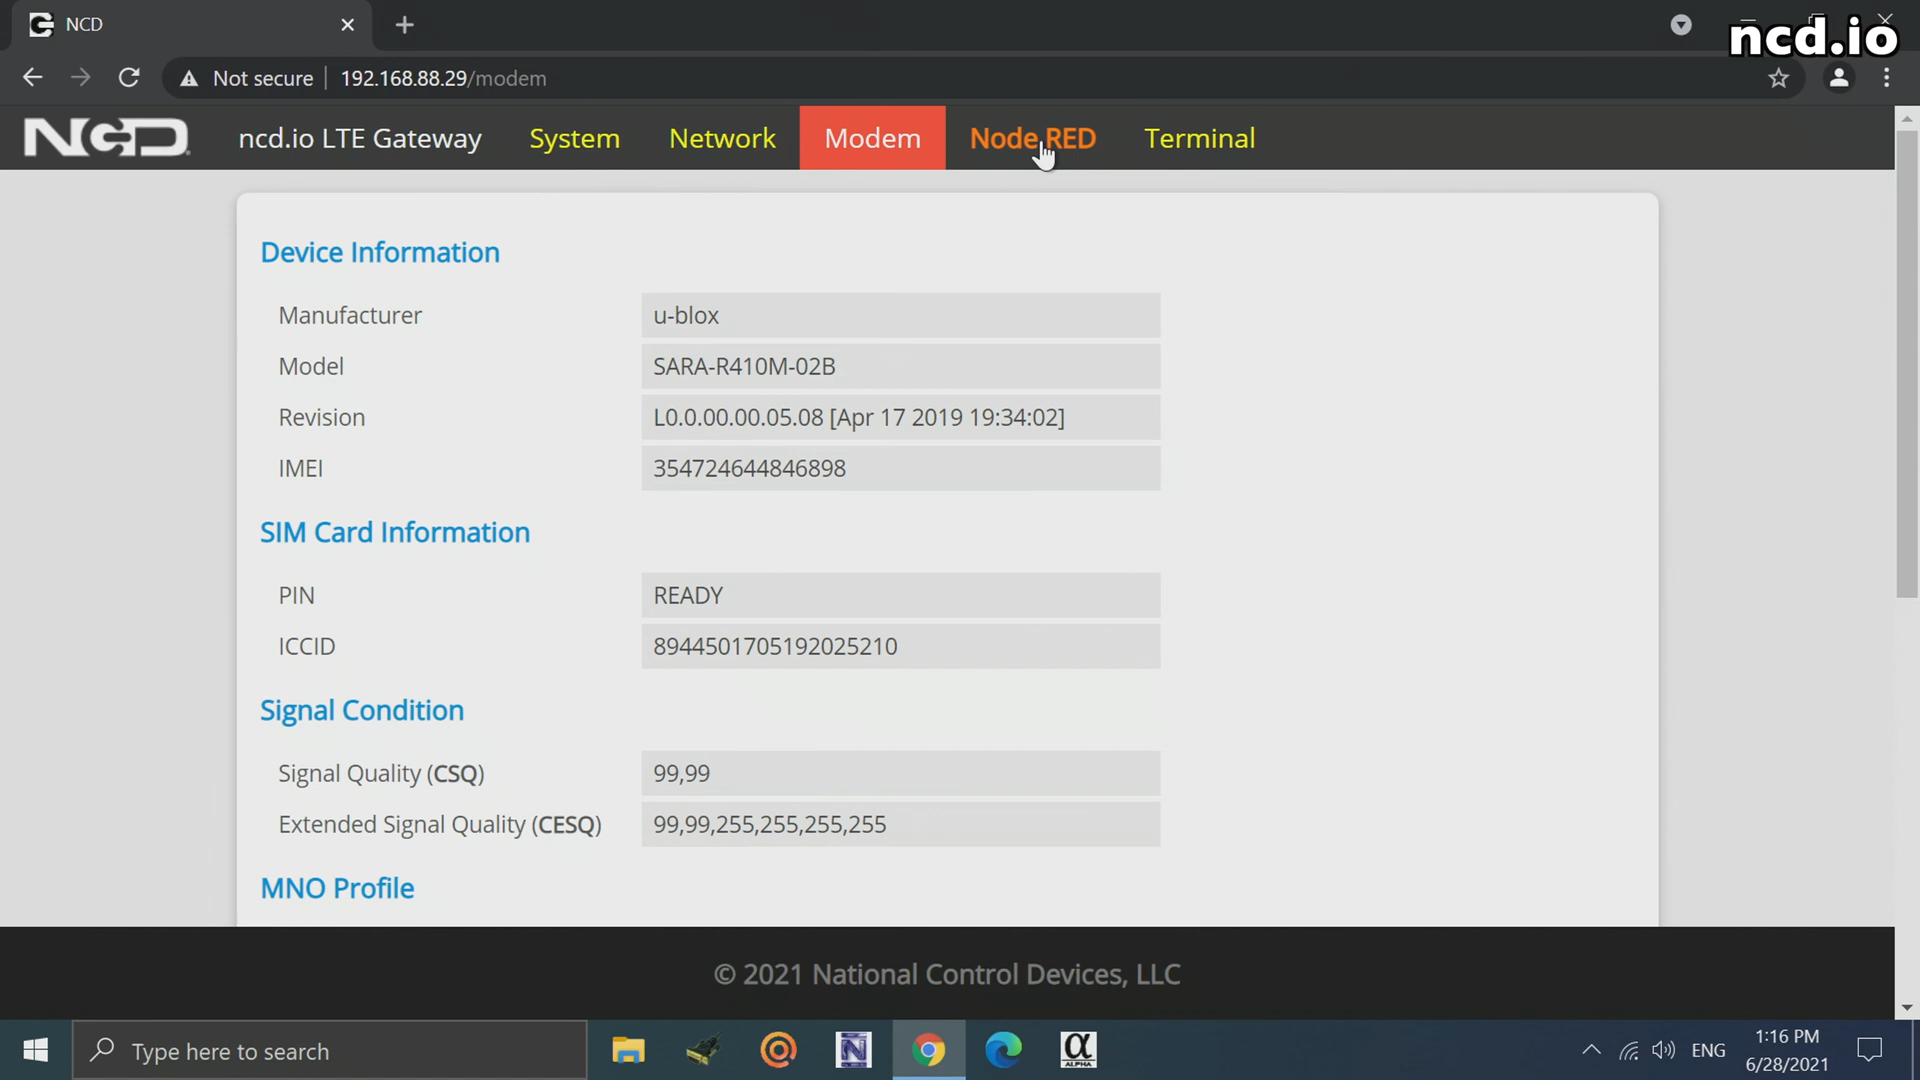 NCD
ncd.io
Not secure
192.168.88.29/modem
NCD
ncd.io LTE Gateway
System
Network
Modem
Node-RED
Terminal
Device Information
Manufacturer
u-blox
Model
SARA-R410M-02B
Revision
L0.0.00.00.05.08 [Apr 17 2019 19:34:02]
IMEI
354724644846898
SIM Card Information
PIN
READY
ICCID
8944501705192025210
Signal Condition
Signal Quality (CSQ)
99,99
Extended Signal Quality (CESQ)
99,99,255,255,255,255
MNO Profile
© 2021 National Control Devices, LLC
Type here to search
N
α
ALPHA
ENG
1:16 PM
6/28/2021